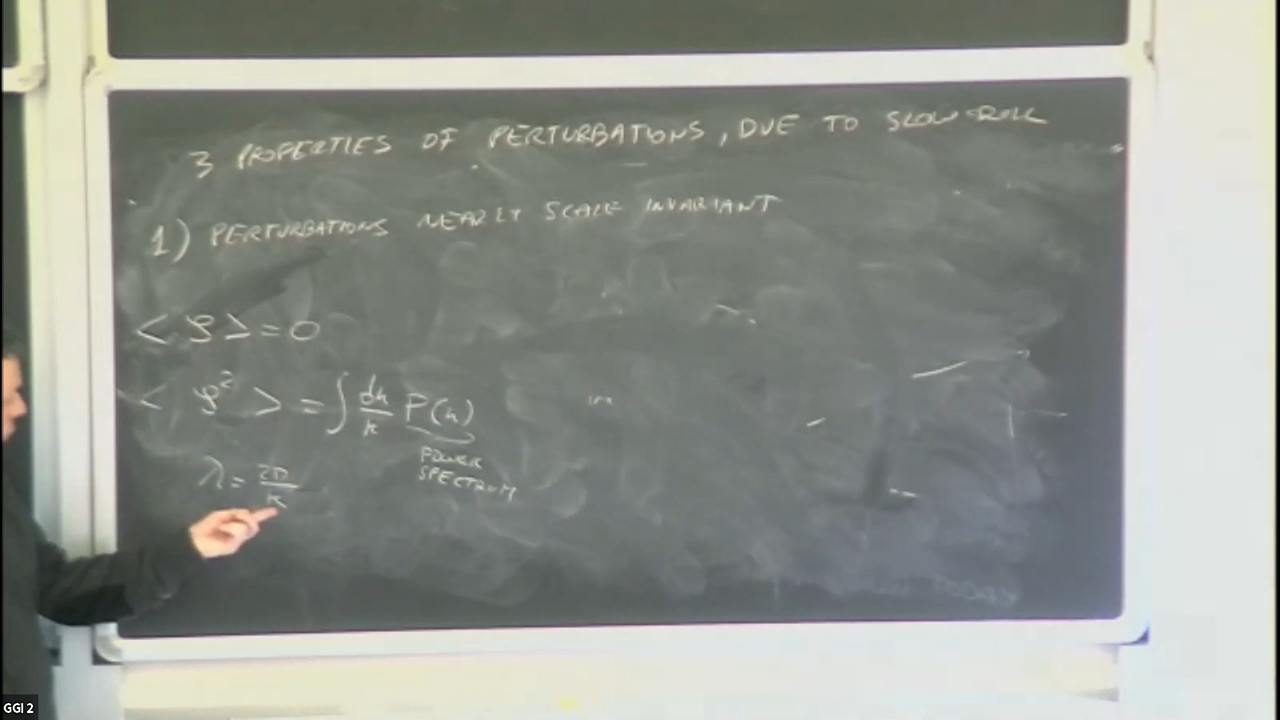 3 PROPERTIES OF PERTURBATIONS, DUE TO SLOW-ROLL
1) PERTURBATIONS NEARLY SCALE INVARIANT
< ζ > = 0
< ζ² > = ∫ dk/k P(k)
POWER
SPECTRUM
λ = 2π/k
TODAY
GGI 2